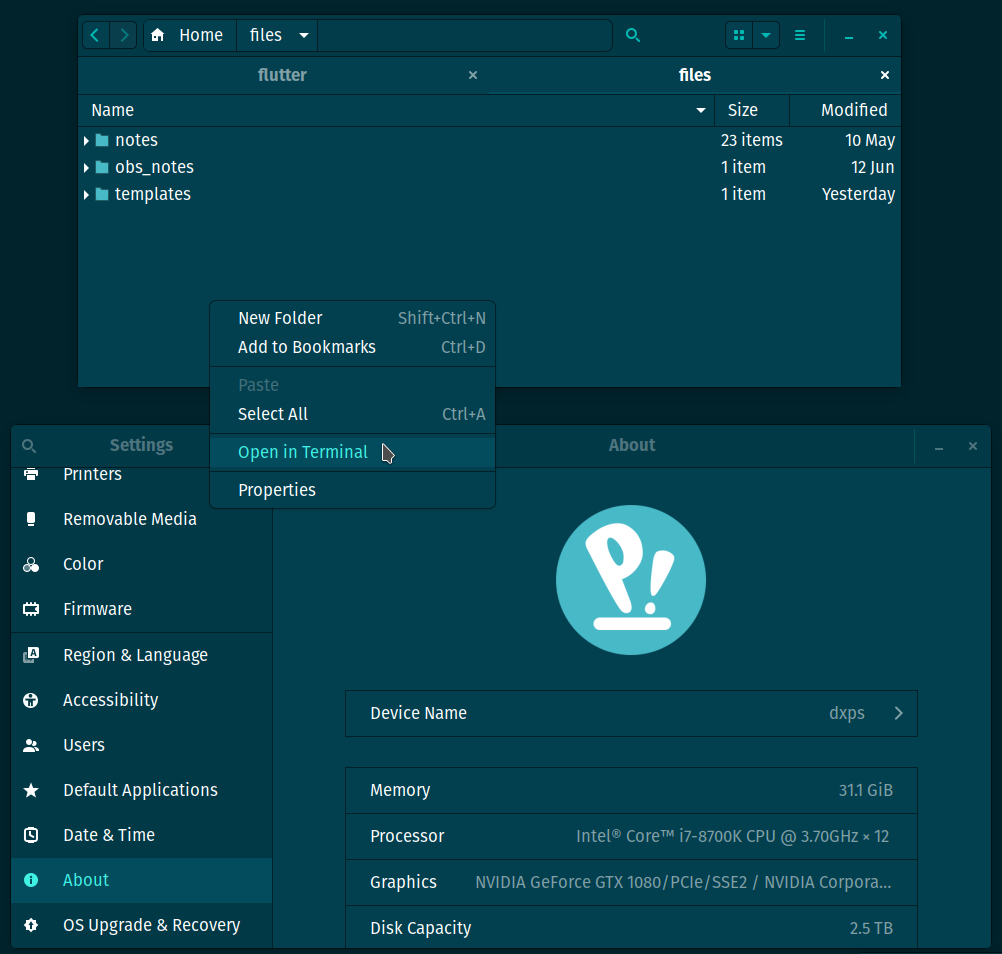 Home files
flutter files
Name Size Modified
notes 23 items 10 May
obs_notes 1 item 12 Jun
templates 1 item Yesterday
New Folder Shift+Ctrl+N
Add to Bookmarks Ctrl+D
Paste
Select All Ctrl+A
Open in Terminal
Properties
Settings About
Printers
Removable Media
Color
Firmware
Region & Language
Accessibility
Users
Default Applications
Date & Time
About
OS Upgrade & Recovery
P!
Device Name dxps
Memory 31.1 GiB
Processor Intel® Core™ i7-8700K CPU @ 3.70GHz × 12
Graphics NVIDIA GeForce GTX 1080/PCIe/SSE2 / NVIDIA Corpora...
Disk Capacity 2.5 TB